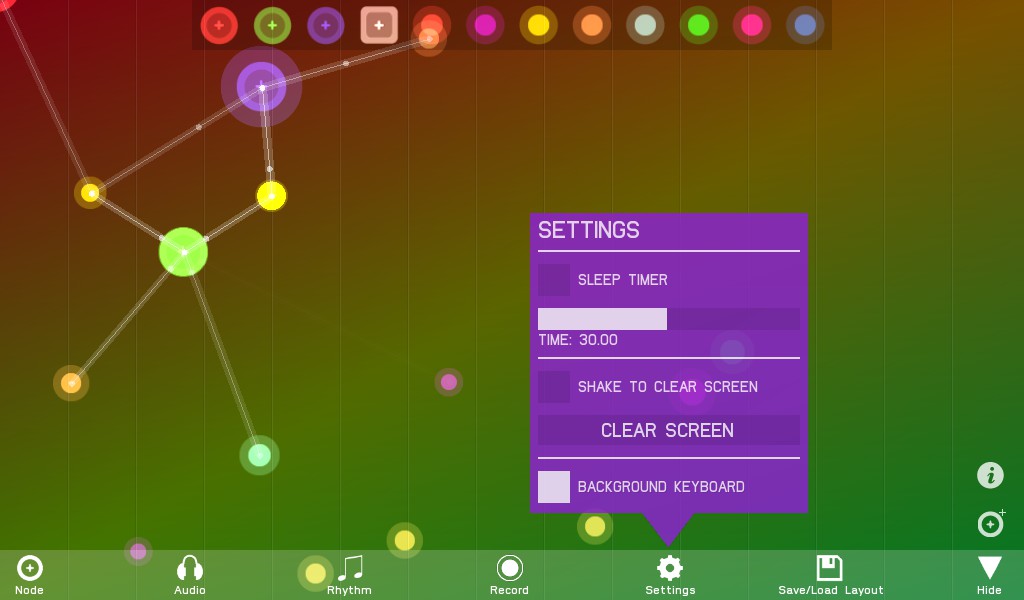 SETTINGS
SLEEP TIMER
TIME: 30.00
SHAKE TO CLEAR SCREEN
CLEAR SCREEN
BACKGROUND KEYBOARD
Node
Audio
Rhythm
Record
Settings
Save/Load Layout
Hide